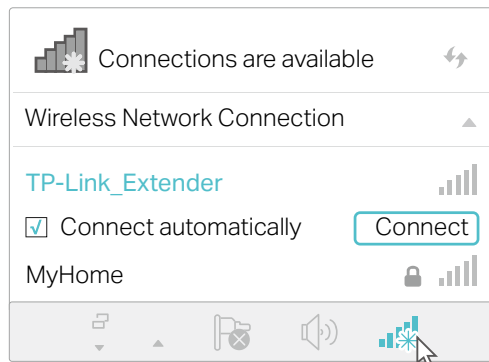 Connections are available
Wireless Network Connection
TP-Link_Extender
Connect automatically Connect
MyHome